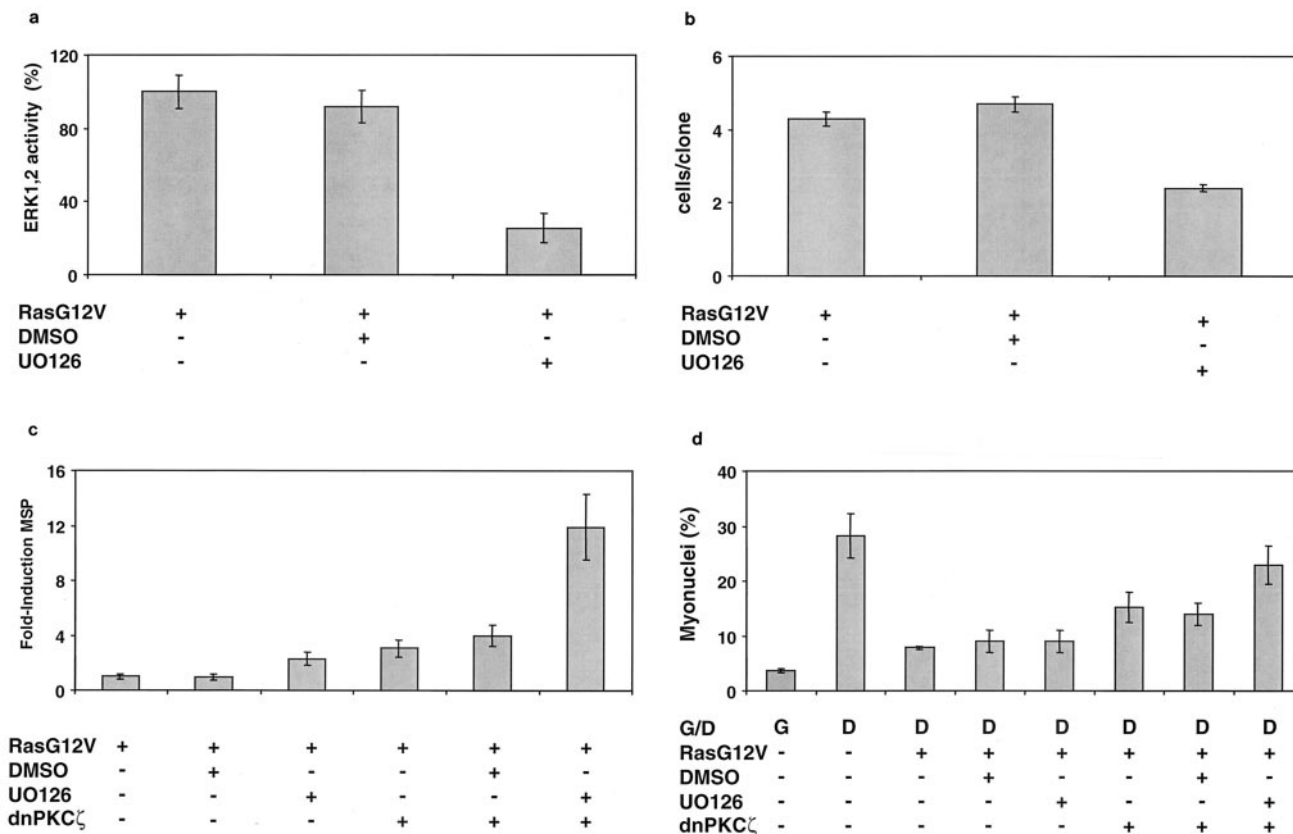 a
ERK1,2 activity (%)
120
80
40
0
RasG12V + + +
DMSO - + -
UO126 - - +
b
cells/clone
6
4
2
0
RasG12V + + +
DMSO - + -
UO126 - - +
c
Fold-Induction MSP
16
12
8
4
0
RasG12V + + + + + +
DMSO - + - - + -
UO126 - - + - - +
dnPKCζ - - - + + +
d
Myonuclei (%)
40
30
20
10
0
G/D G D D D D D D D
RasG12V - - + + + + + +
DMSO - - - + - - + -
UO126 - - - - + - - +
dnPKCζ - - - - - + + +